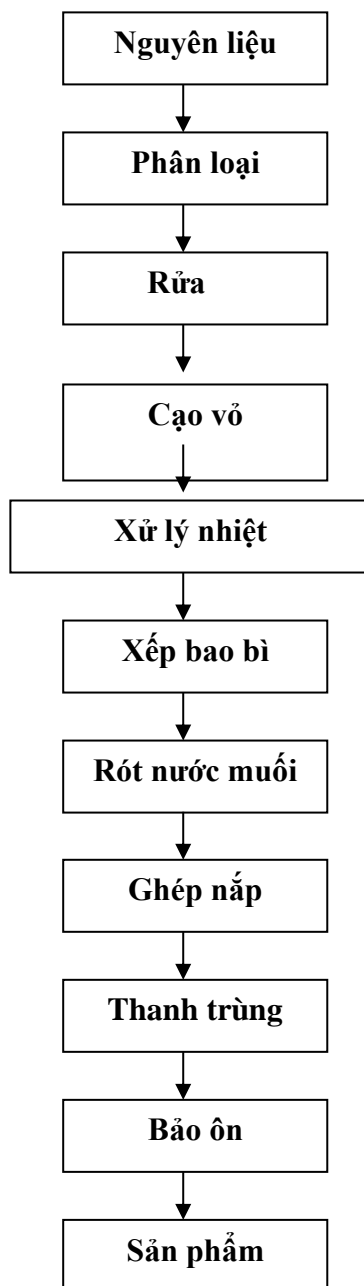 Nguyên liệu
Phân loại
Rửa
Cạo vỏ
Xử lý nhiệt
Xếp bao bì
Rót nước muối
Ghép nắp
Thanh trùng
Bảo ôn
Sản phẩm